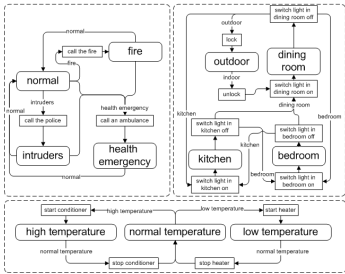 normal
call the fire
fire
fire
normal
normal
intruders
call the police
intruders
health emergency
call an ambulance
health
emergency
normal
switch light in
dining room off
outdoor
lock
outdoor
indoor
unlock
dining
room
switch light in
dining room on
dining room
kitchen
switch light in
kitchen off
switch light in
bedroom off
bedroom
kitchen
kitchen
bedroom
bedroom
switch light in
kitchen on
switch light in
bedroom on
start conditioner
high temperature
low temperature
start heater
high temperature
normal temperature
low temperature
normal temperature
normal temperature
stop conditioner
stop heater